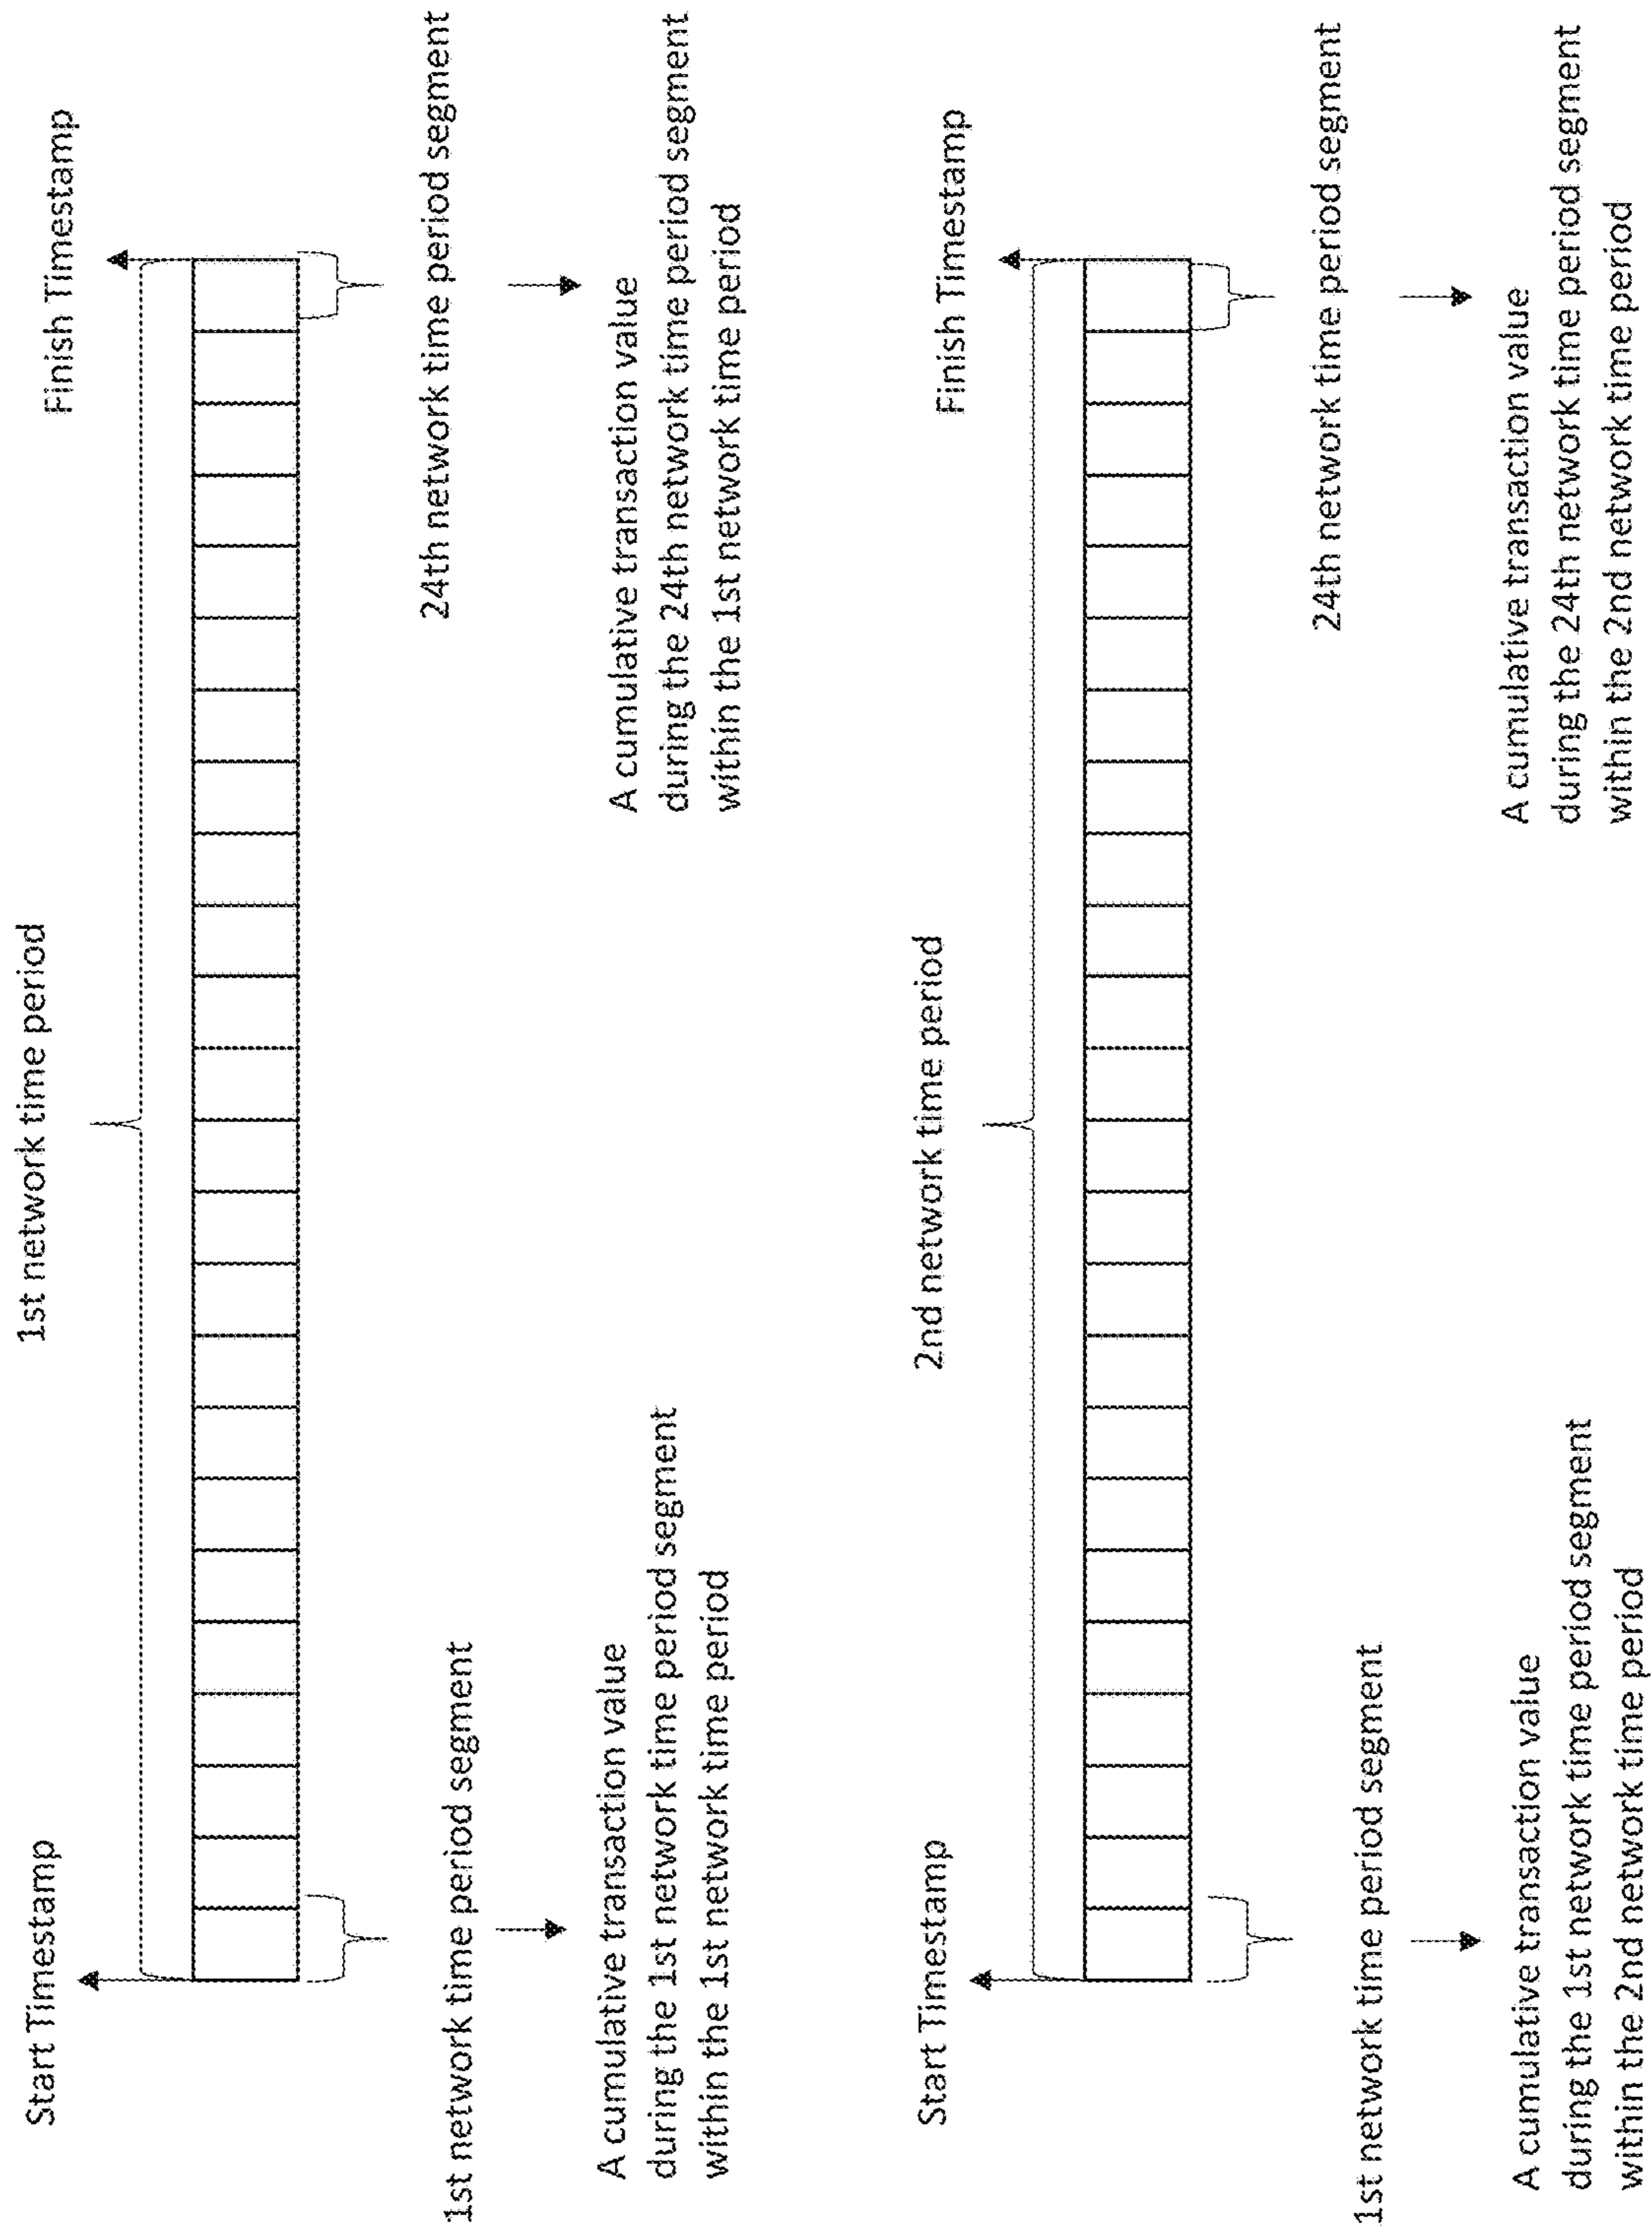 1st network time period
Start Timestamp
Finish Timestamp
1st network time period segment
24th network time period segment
A cumulative transaction value
during the 1st network time period segment
within the 1st network time period
A cumulative transaction value
during the 24th network time period segment
within the 1st network time period
2nd network time period
Start Timestamp
Finish Timestamp
1st network time period segment
24th network time period segment
A cumulative transaction value
during the 1st network time period segment
within the 2nd network time period
A cumulative transaction value
during the 24th network time period segment
within the 2nd network time period